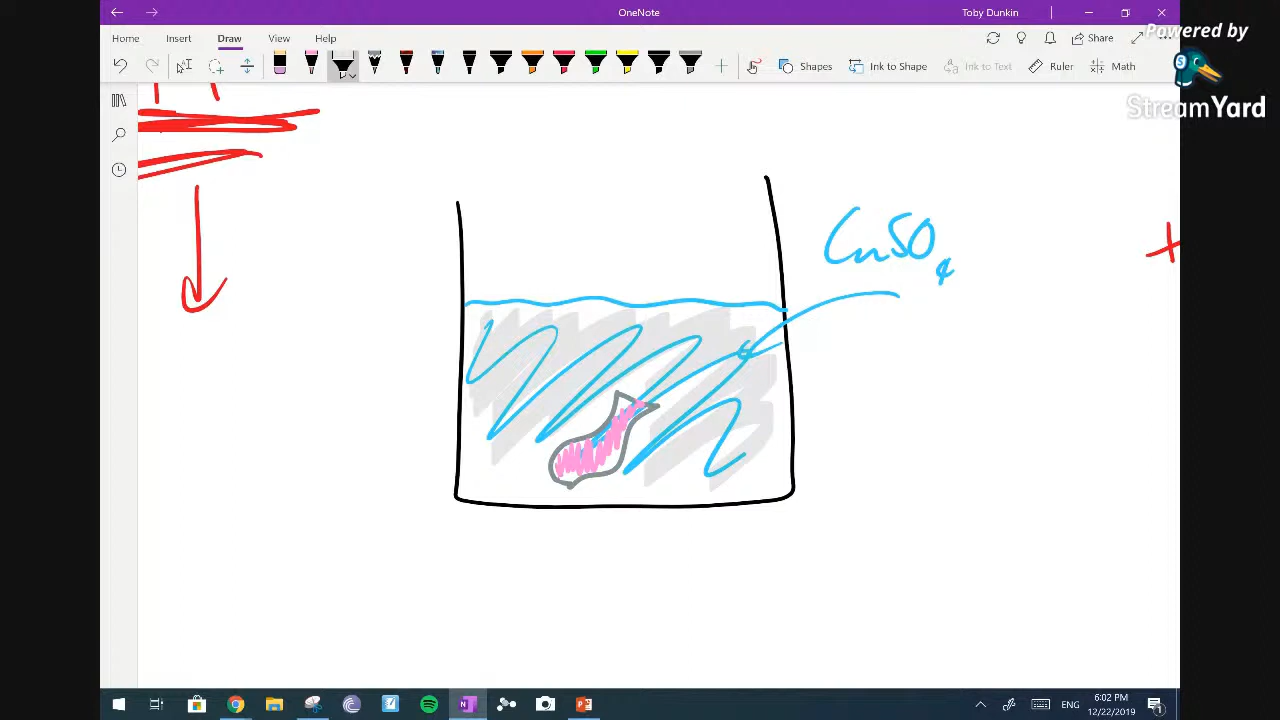 OneNote
Toby Dunkin
Powered by
StreamYard
Home Insert Draw View Help
Share
Shapes
Ink to Shape
Ink to Text
Ruler
Math
CuSO4
+
6:02 PM
ENG
12/22/2019